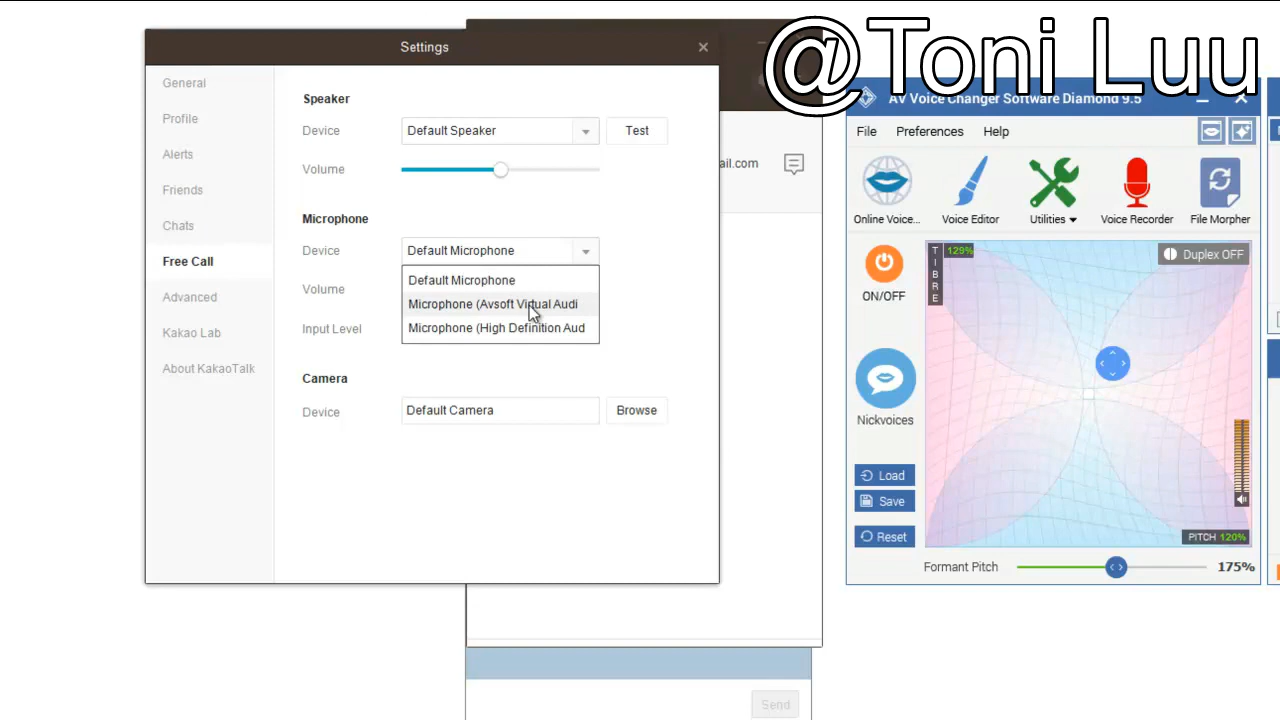 @Toni Luu
Settings
General
Profile
Alerts
Friends
Chats
Free Call
Advanced
Kakao Lab
About KakaoTalk
Speaker
Device
Default Speaker
Test
Volume
Microphone
Device
Default Microphone
Default Microphone
Microphone (Avsoft Virtual Audi
Microphone (High Definition Aud
Volume
Input Level
Camera
Device
Default Camera
Browse
ail.com
Send
AV Voice Changer Software Diamond 9.5
File
Preferences
Help
Online Voice...
Voice Editor
Utilities
Voice Recorder
File Morpher
ON/OFF
Nickvoices
Load
Save
Reset
TIBRE
129%
Duplex OFF
PITCH 120%
Formant Pitch
175%